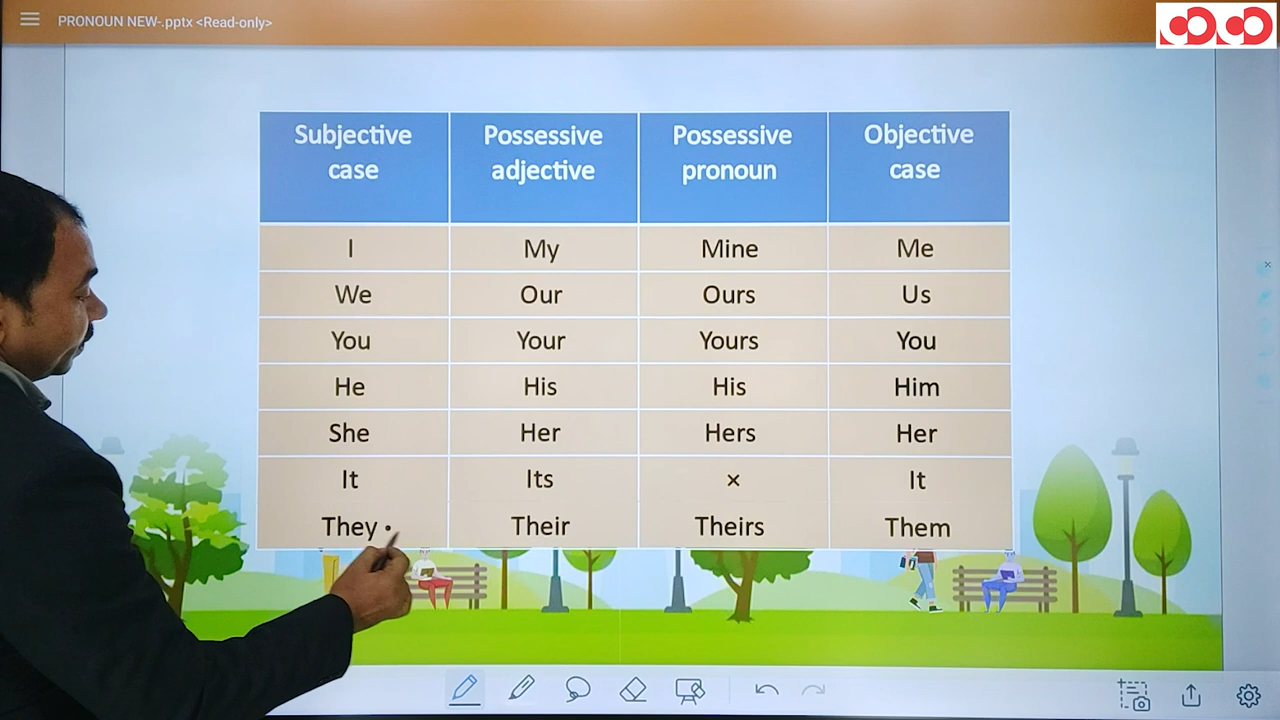 PRONOUN NEW-.pptx <Read-only>
Subjective case
Possessive adjective
Possessive pronoun
Objective case
I My Mine Me
We Our Ours Us
You Your Yours You
He His His Him
She Her Hers Her
It Its × It
They Their Theirs Them